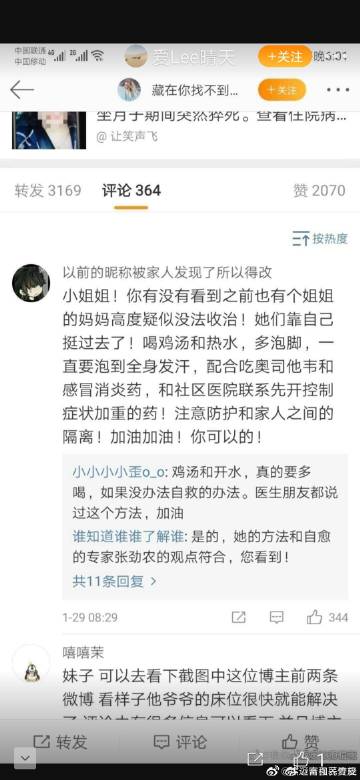 中国联通
中国移动
爱Lee晴天
+关注
藏在你找不到...
+关注
坐月子期间突然猝死。查看住院病...
@ 让笑声飞
转发 3169 评论 364 赞 2070
按热度
以前的昵称被家人发现了所以得改
小姐姐！你有没有看到之前也有个姐姐
的妈妈高度疑似没法收治！她们靠自己
挺过去了！喝鸡汤和热水，多泡脚，一
直要泡到全身发汗，配合吃奥司他韦和
感冒消炎药，和社区医院联系先开控制
症状加重的药！注意防护和家人之间的
隔离！加油加油！你可以的！
小小小小歪o_o: 鸡汤和开水，真的要多
喝，如果没办法自救的办法。医生朋友都说
过这个方法，加油
谁知道谁谁了解谁: 是的，她的方法和自愈
的专家张劲农的观点符合，您看到！
共11条回复 >
1-29 08:29
344
嘻嘻茉
妹子 可以去看下截图中这位博主前两条
微博 看样子他爷爷的床位很快就能解决
转发 评论 1